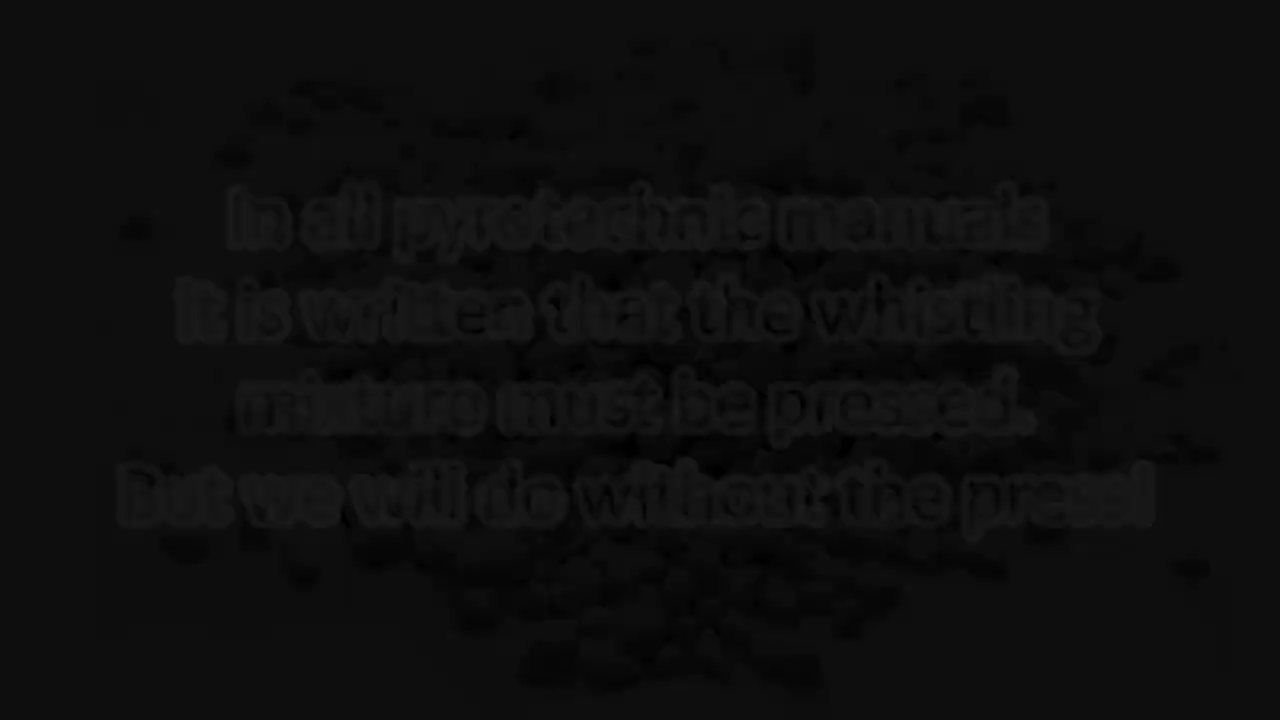 In all pyrotechnic manuals
it is written that the whistling
mixture must be pressed.
But we will do without the press!